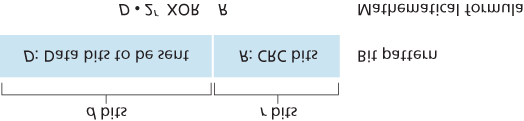 d bits r bits
D: Data bits to be sent R: CRC bits Bit pattern
D • 2r XOR R Mathematical formula